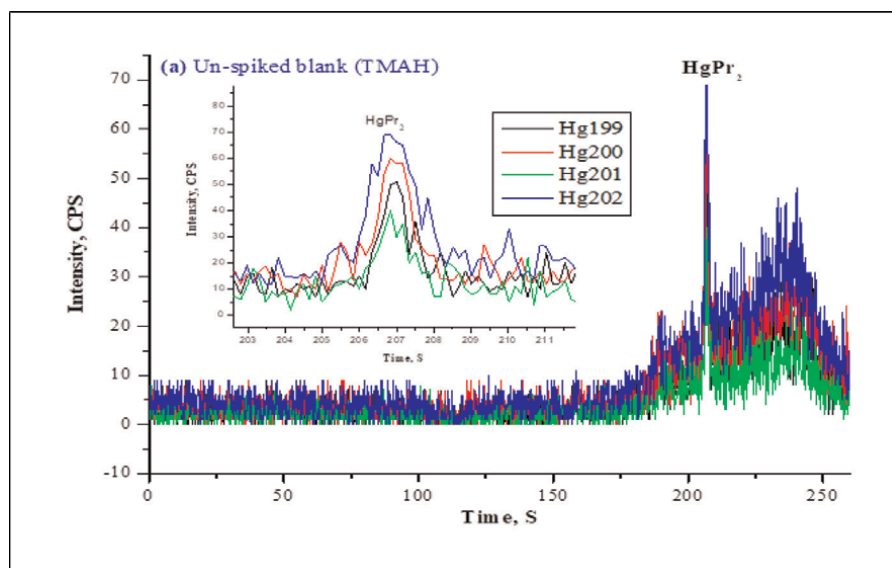 (a) Un-spiked blank (TMAH)
HgPr2
70
60
50
40
30
20
10
0
-10
Intensity, CPS
0 50 100 150 200 250
Time, S
HgPr2
80
70
60
50
40
30
20
10
0
Intensity, CPS
203 204 205 206 207 208 209 210 211
Time, S
Hg199
Hg200
Hg201
Hg202